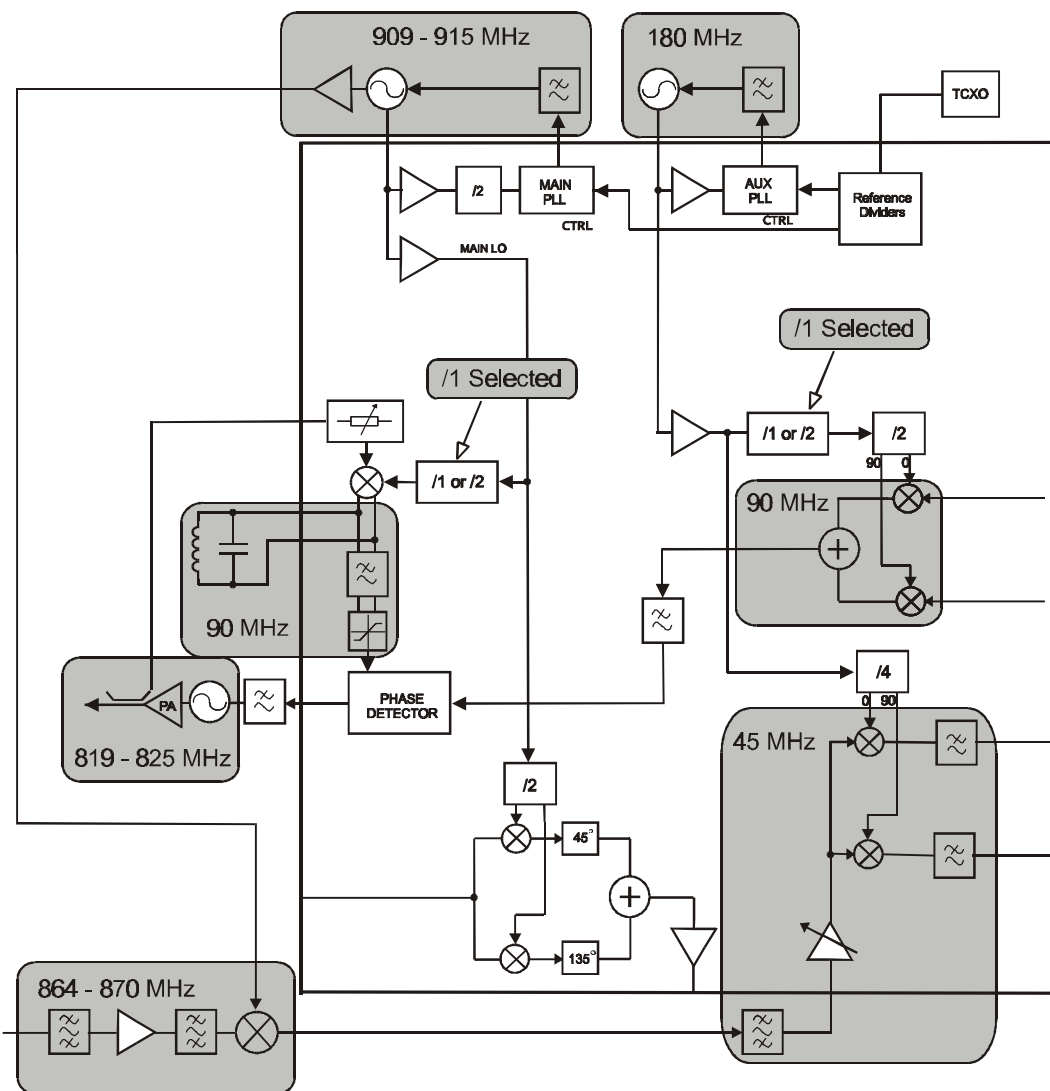 909 - 915 MHz
180 MHz
TCXO
/2
MAIN
PLL
CTRL
AUX
PLL
CTRL
Reference
Dividers
MAIN LO
/1 Selected
/1 Selected
/1 or /2
/2
90
0
/1 or /2
90 MHz
90 MHz
/4
0
90
PHASE
DETECTOR
PA
819 - 825 MHz
45 MHz
/2
45°
135°
864 - 870 MHz